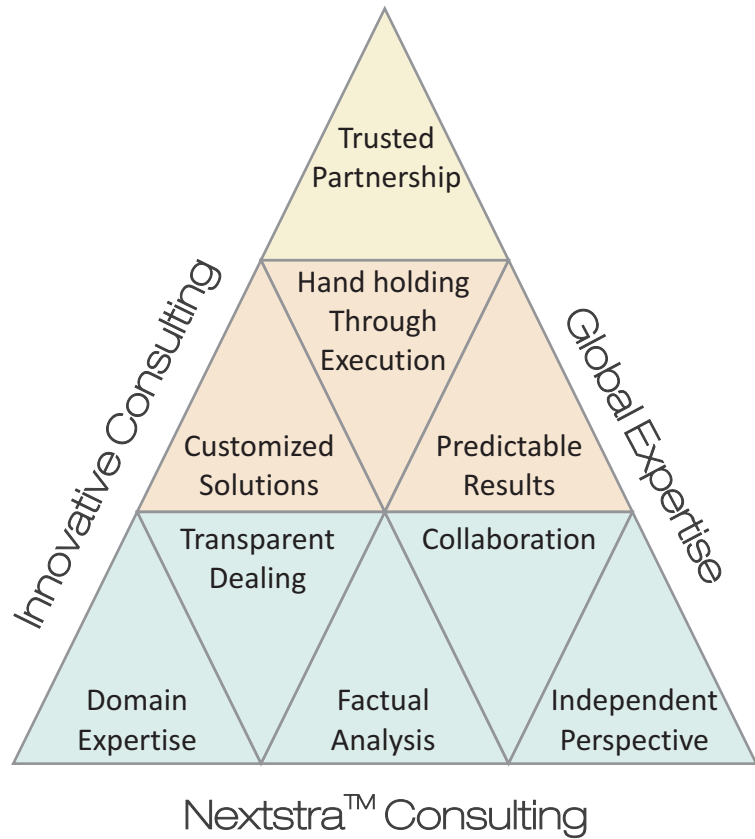 Trusted
Partnership
Hand holding
Through
Execution
Customized
Solutions
Predictable
Results
Transparent
Dealing
Collaboration
Domain
Expertise
Factual
Analysis
Independent
Perspective
Innovative Consulting
Global Expertise
Nextstra™ Consulting